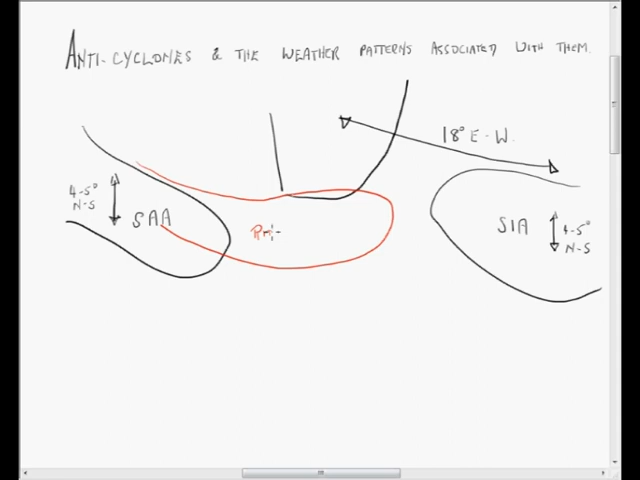 ANTI-CYCLONES & THE WEATHER PATTERNS ASSOCIATED WITH THEM.
18° E-W.
4-5°
N-S
SAA
SIA
4-5°
N-S